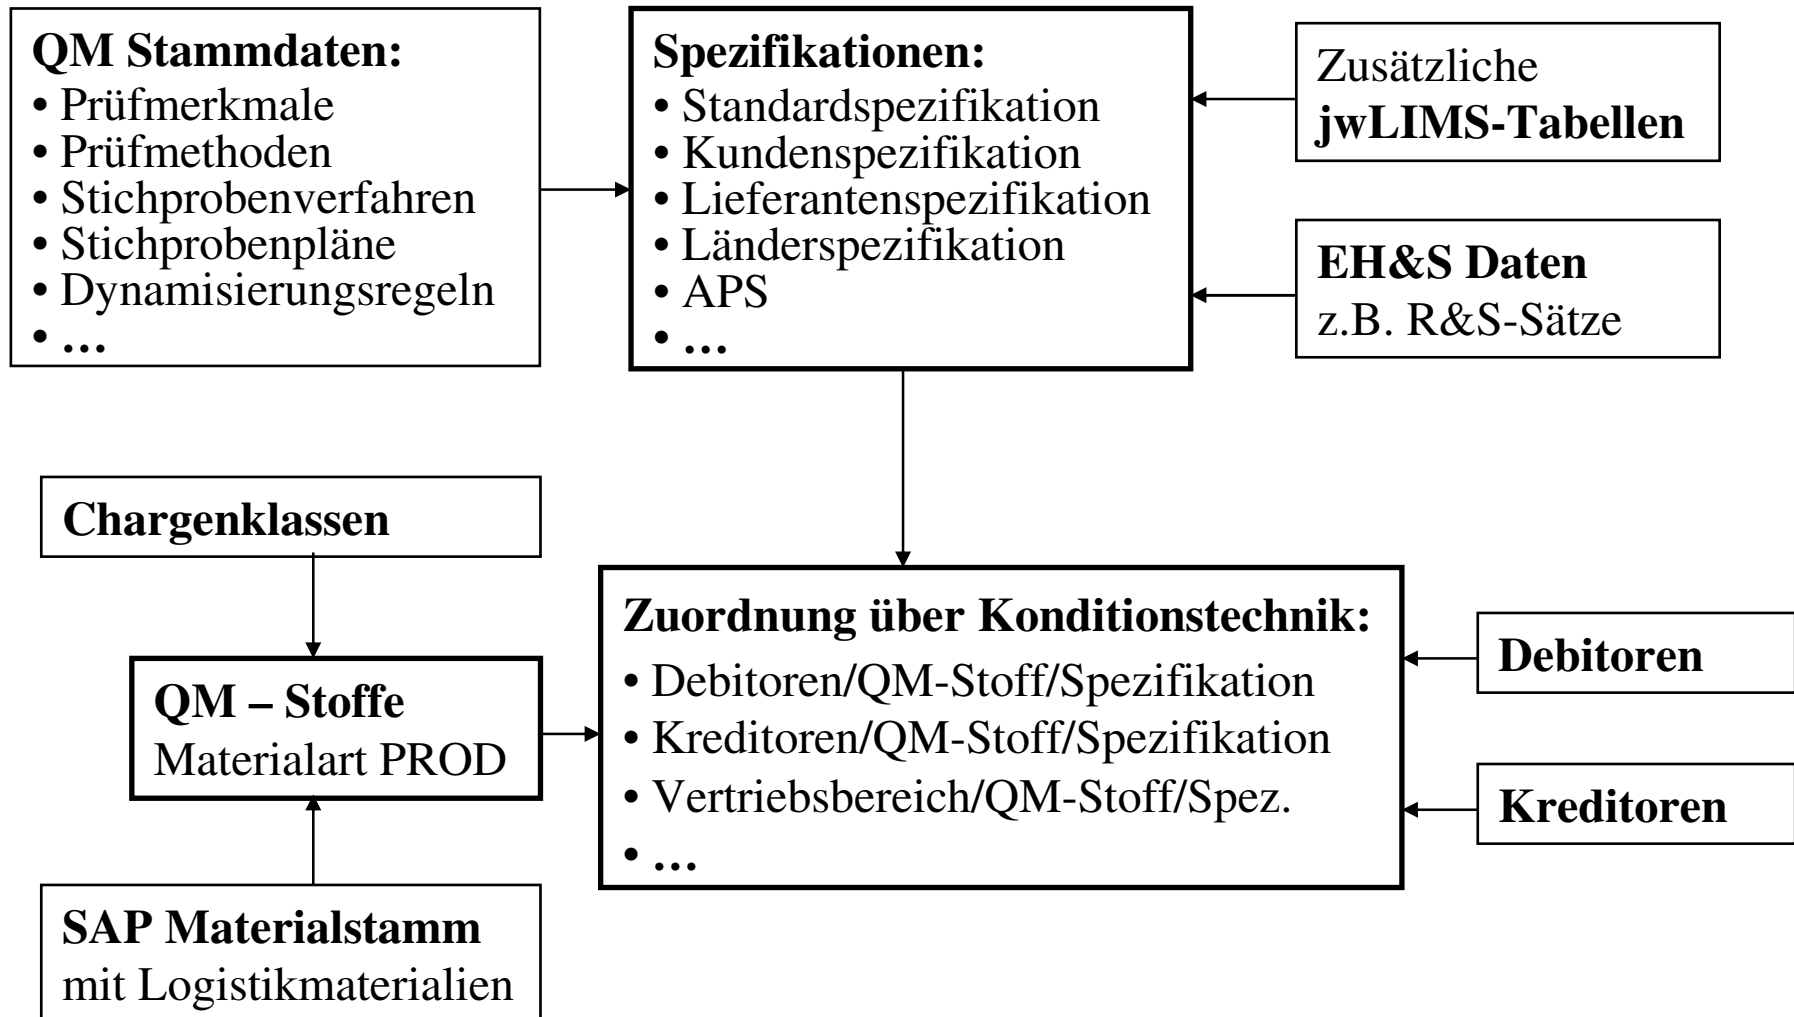 QM Stammdaten:
• Prüfmerkmale
• Prüfmethoden
• Stichprobenverfahren
• Stichprobenpläne
• Dynamisierungsregeln
• ...
Spezifikationen:
• Standardspezifikation
• Kundenspezifikation
• Lieferantenspezifikation
• Länderspezifikation
• APS
• ...
Zusätzliche
jwLIMS-Tabellen
EH&S Daten
z.B. R&S-Sätze
Chargenklassen
QM – Stoffe
Materialart PROD
SAP Materialstamm
mit Logistikmaterialien
Zuordnung über Konditionstechnik:
• Debitoren/QM-Stoff/Spezifikation
• Kreditoren/QM-Stoff/Spezifikation
• Vertriebsbereich/QM-Stoff/Spez.
• ...
Debitoren
Kreditoren